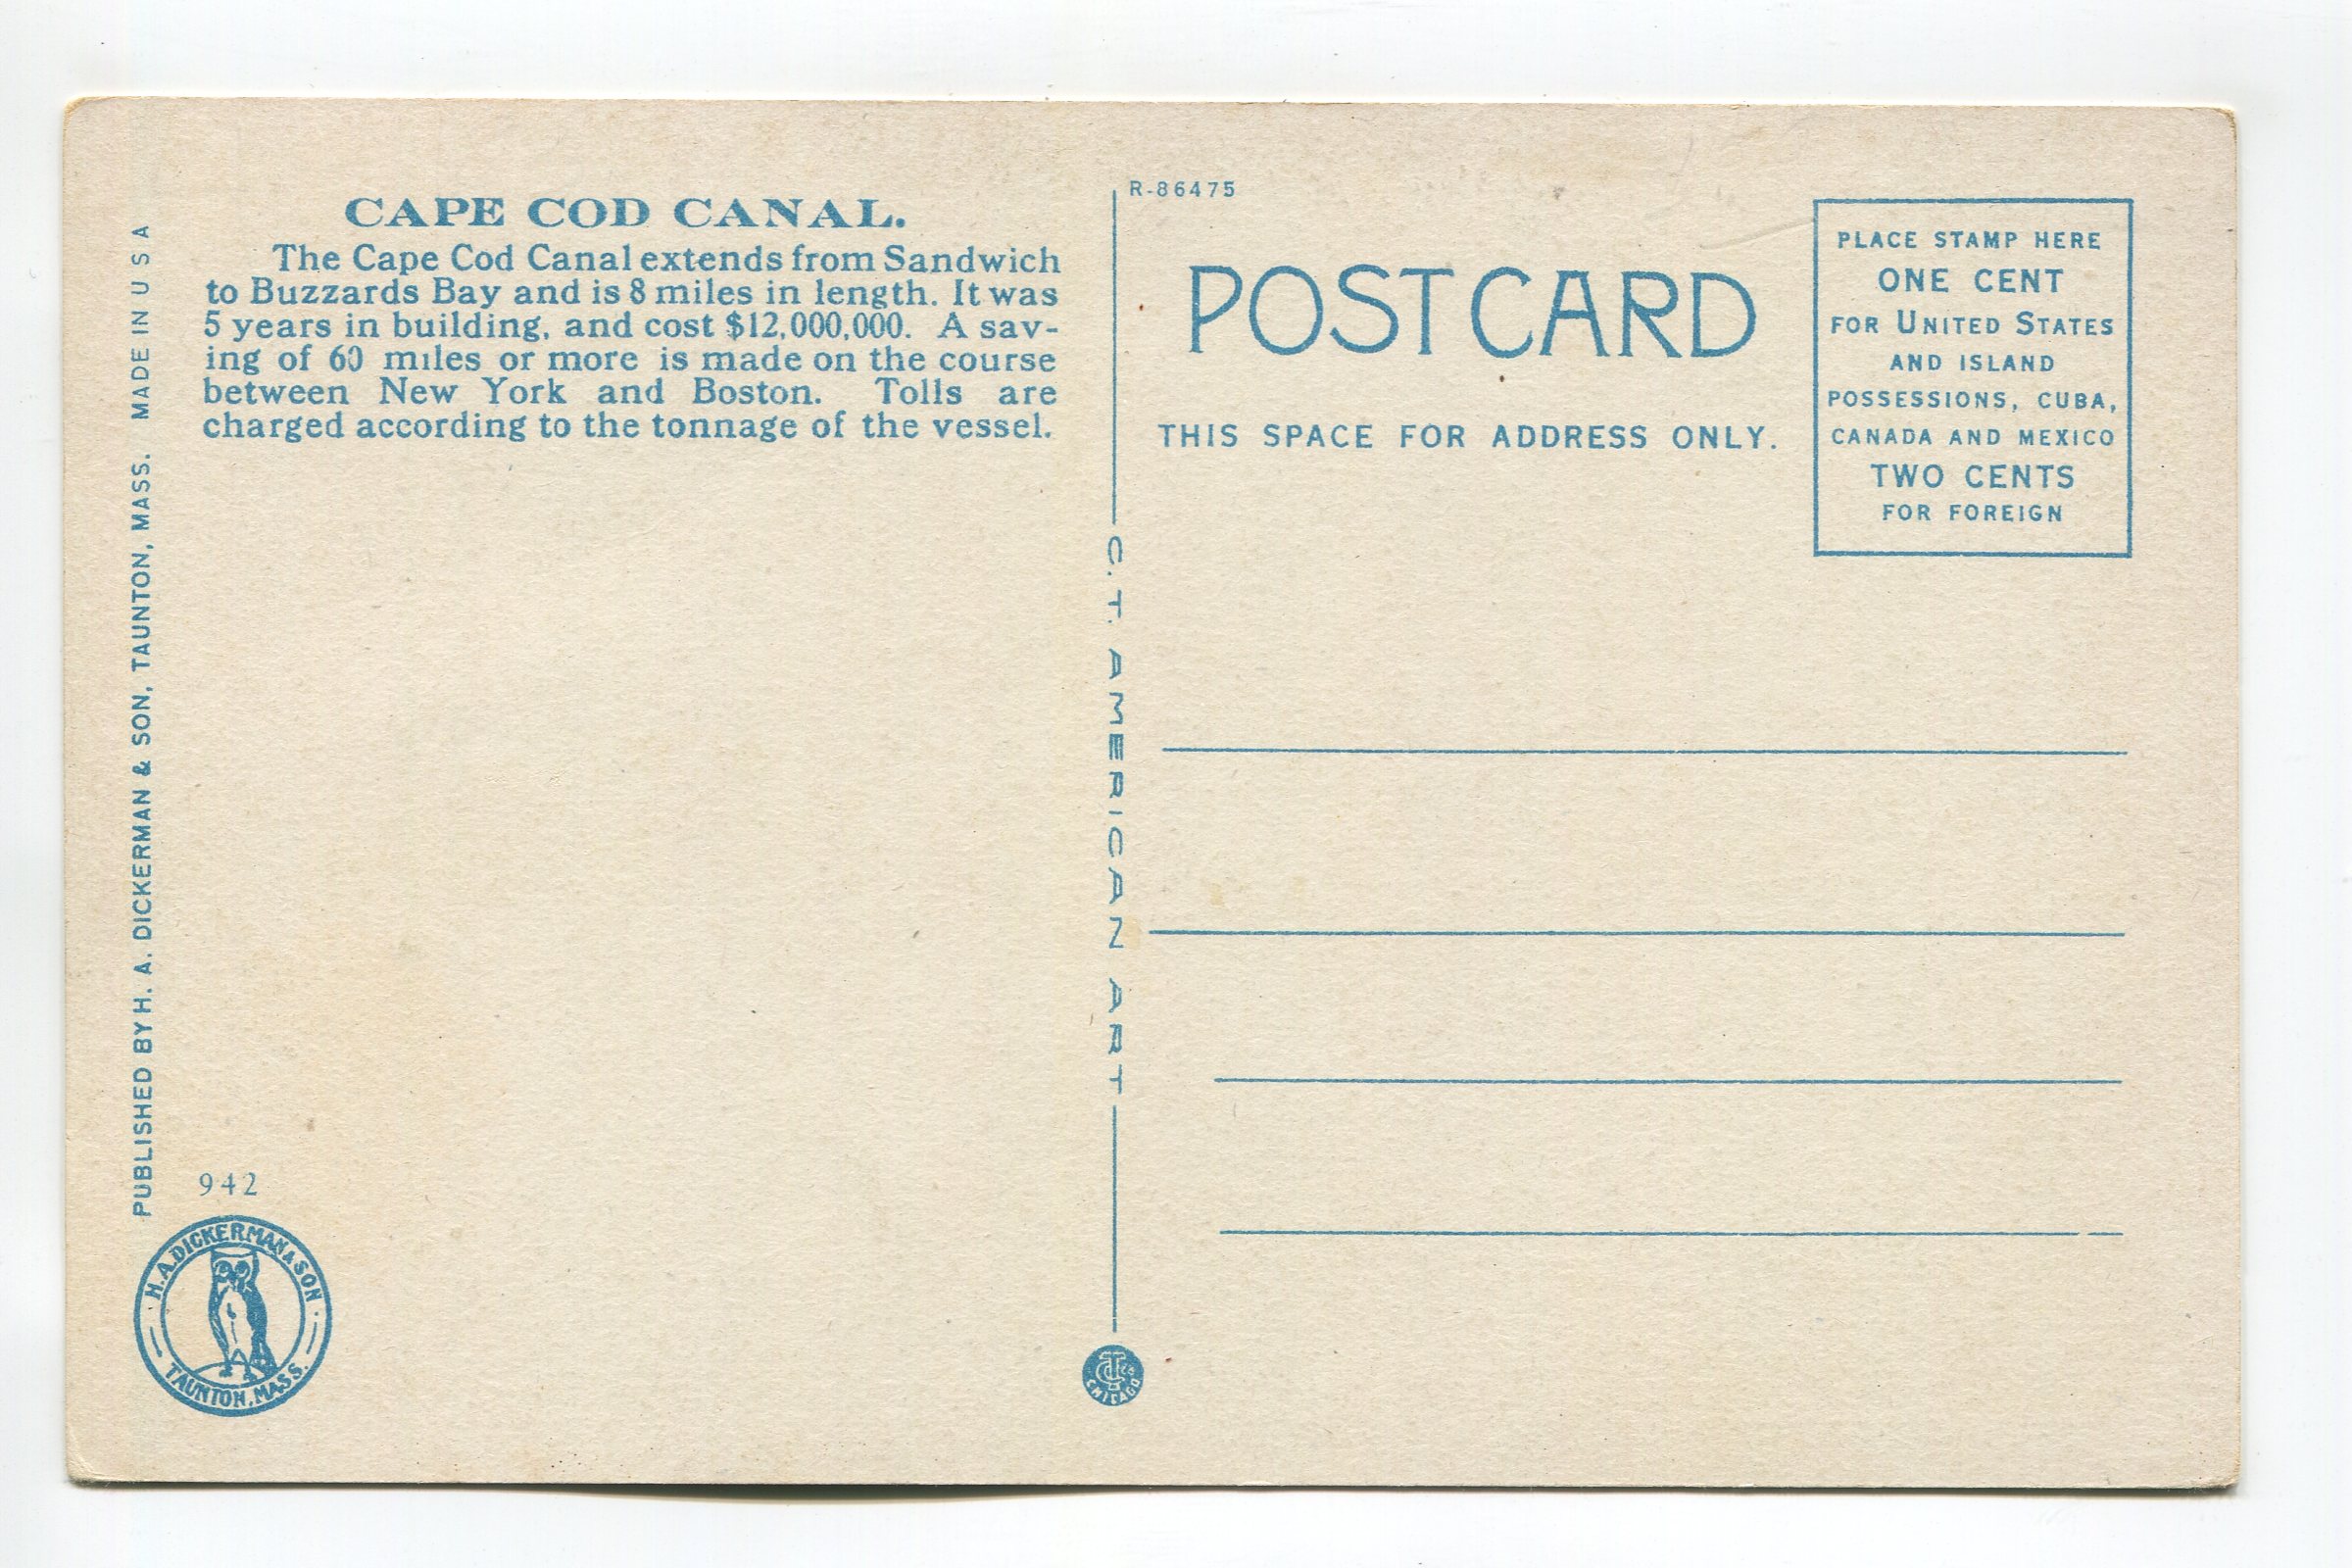 CAPE COD CANAL.
The Cape Cod Canal extends from Sandwich
to Buzzards Bay and is 8 miles in length. It was
5 years in building, and cost $12,000,000. A sav-
ing of 60 miles or more is made on the course
between New York and Boston. Tolls are
charged according to the tonnage of the vessel.
PUBLISHED BY H. A. DICKERMAN & SON, TAUNTON, MASS. MADE IN U S A
942
H. A. DICKERMAN & SON
TAUNTON, MASS.
C. T. AMERICAN ART
CT Co
CHICAGO
R-86475
POST CARD
THIS SPACE FOR ADDRESS ONLY.
PLACE STAMP HERE
ONE CENT
FOR UNITED STATES
AND ISLAND
POSSESSIONS, CUBA,
CANADA AND MEXICO
TWO CENTS
FOR FOREIGN